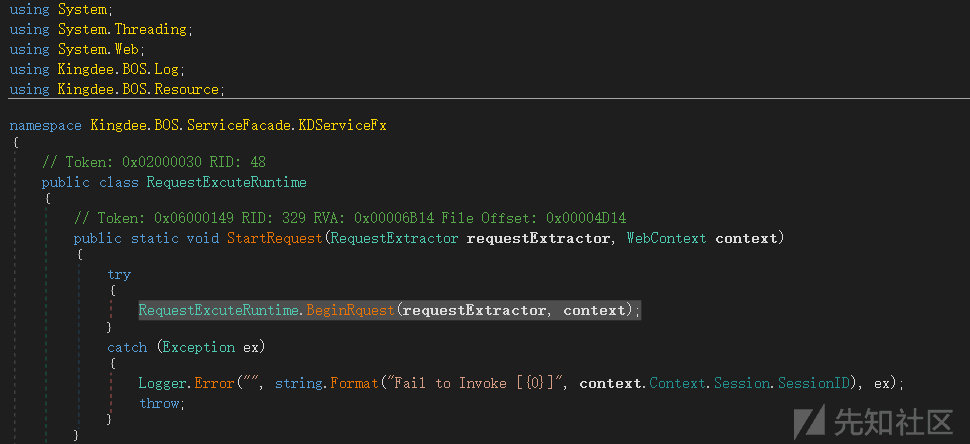 using System;
using System.Threading;
using System.Web;
using Kingdee.BOS.Log;
using Kingdee.BOS.Resource;
namespace Kingdee.BOS.ServiceFacade.KDServiceFx
{
// Token: 0x02000030 RID: 48
public class RequestExcuteRuntime
{
// Token: 0x06000149 RID: 329 RVA: 0x00006B14 File Offset: 0x00004D14
public static void StartRequest(RequestExtractor requestExtractor, WebContext context)
{
try
{
RequestExcuteRuntime.BeginRquest(requestExtractor, context);
}
catch (Exception ex)
{
Logger.Error("", string.Format("Fail to Invoke [{0}]", context.Context.Session.SessionID), ex);
throw;
}
}
先知社区